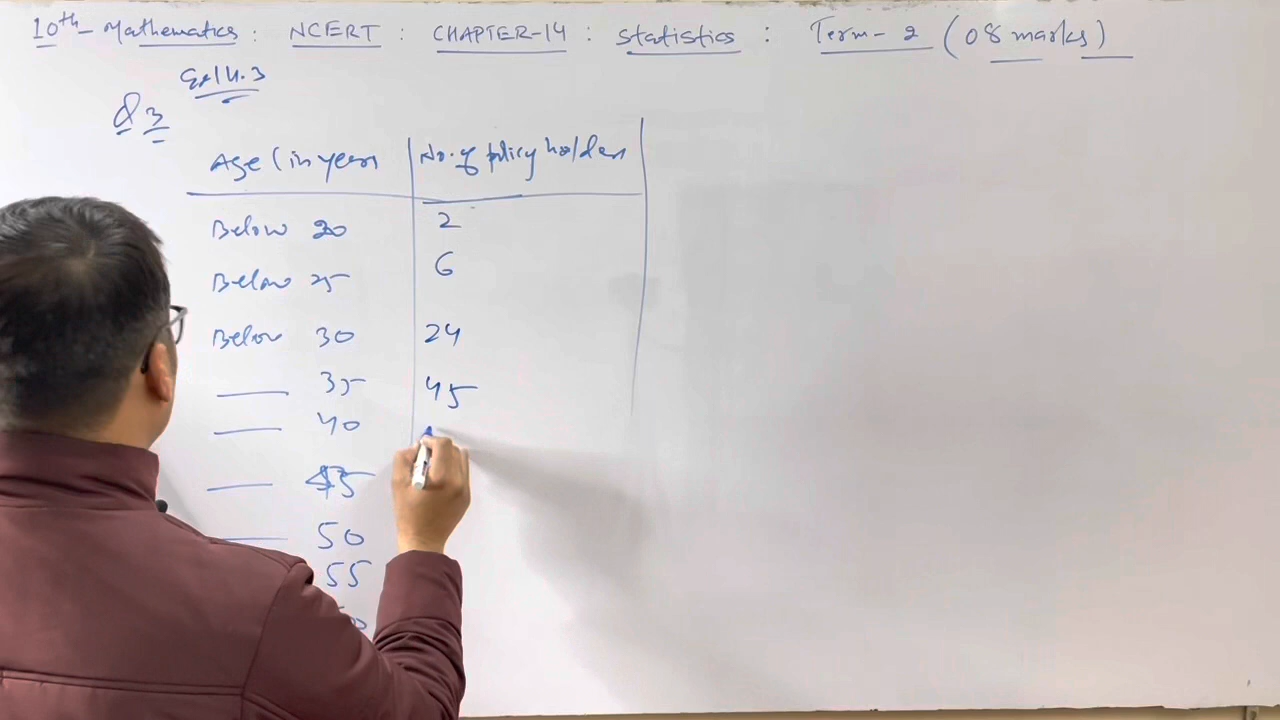 10th - Mathematics : NCERT : CHAPTER-14 : Statistics : Term - 2 (08 marks)
Ex 14.3
Q 3
Age (in years | No. of policy holders
Below 20 | 2
Below 25 | 6
Below 30 | 24
—— 35 | 45
—— 40
—— 45
—— 50
55